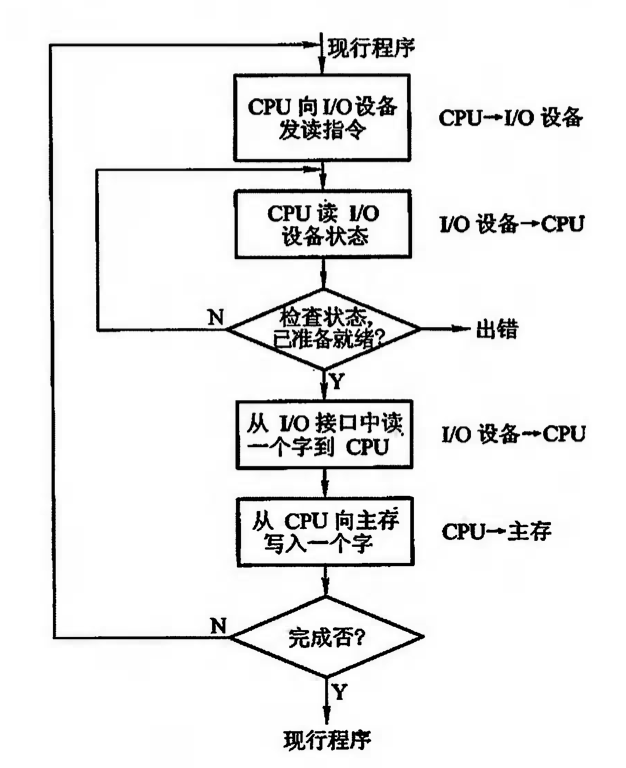 现行程序
CPU 向 I/O 设备
发读指令
CPU→I/O 设备
CPU 读 I/O
设备状态
I/O 设备→CPU
检查状态,
已准备就绪?
N
出错
Y
从 I/O 接口中读
一个字到 CPU
I/O 设备→CPU
从 CPU 向主存
写入一个字
CPU→主存
完成否?
N
Y
现行程序